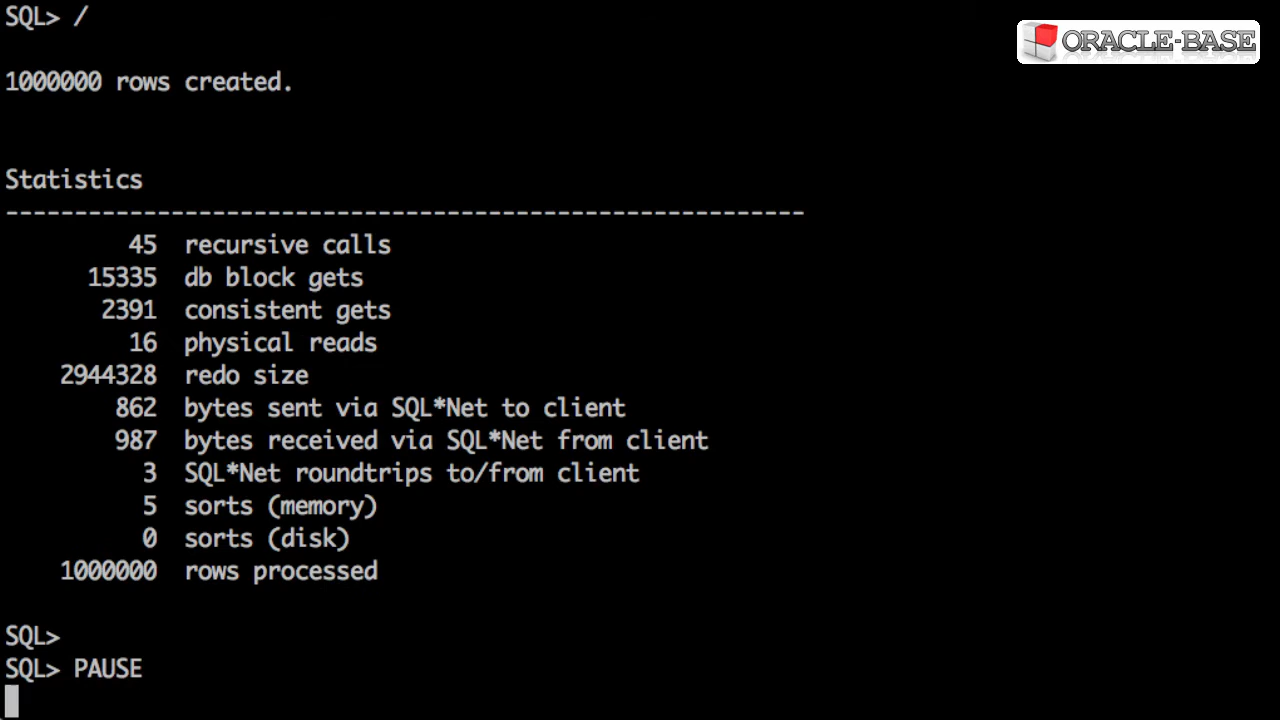 SQL> /
ORACLE-BASE
1000000 rows created.
Statistics
----------------------------------------------------------
45 recursive calls
15335 db block gets
2391 consistent gets
16 physical reads
2944328 redo size
862 bytes sent via SQL*Net to client
987 bytes received via SQL*Net from client
3 SQL*Net roundtrips to/from client
5 sorts (memory)
0 sorts (disk)
1000000 rows processed
SQL>
SQL> PAUSE